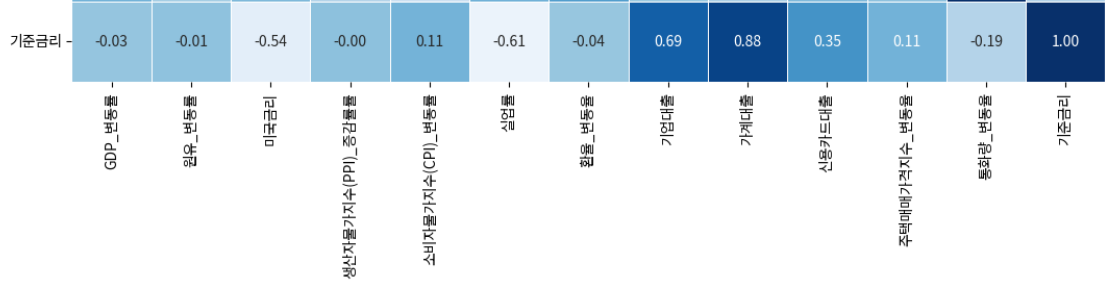 기준금리
-0.03 -0.01 -0.54 -0.00 0.11 -0.61 -0.04 0.69 0.88 0.35 0.11 -0.19 1.00
GDP_변동률
원유_변동률
미국금리
생산자물가지수(PPI)_증감률률
소비자물가지수(CPI)_변동률
실업률
환율_변동율
기업대출
가계대출
신용카드대출
주택매매가격지수_변동율
통화량_변동율
기준금리